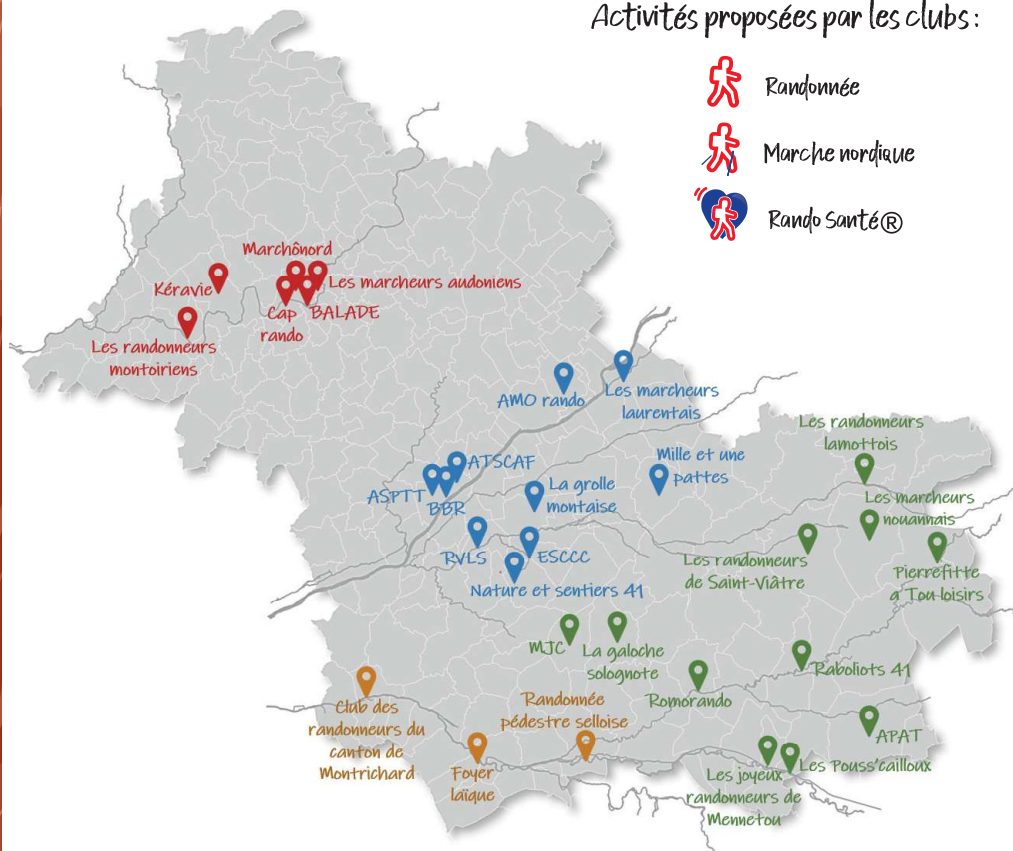 Activités proposées par les clubs :
Randonnée
Marche nordique
Rando Santé®
Marchônord
Kéravie
Les marcheurs audoniens
Cap
rando
BALADE
Les randonneurs
montoiriens
AMO rando
Les marcheurs
laurentais
Les randonneurs
lamottois
ATSCAF
Mille et une
pattes
ASPTT
BBR
La grolle
montaise
Les marcheurs
nouannais
RVLS
ESCCC
Les randonneurs
de Saint-Viâtre
Pierrefitte
a Tou loisirs
Nature et sentiers 41
MJC
La galoche
solognote
Raboliots 41
Romorando
Club des
randonneurs du
canton de
Montrichard
Randonnée
pédestre selloise
APAT
Foyer
laïque
Les Pouss'cailloux
Les joyeux
randonneurs de
Mennetou